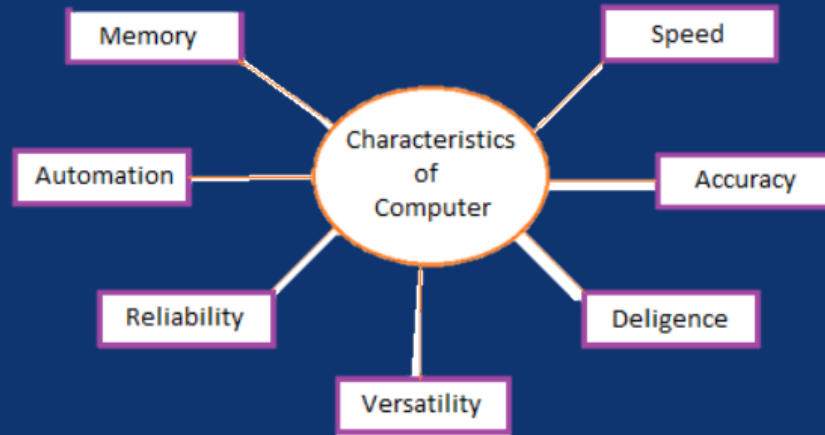 Memory
Speed
Characteristics
of
Computer
Automation
Accuracy
Reliability
Deligence
Versatility